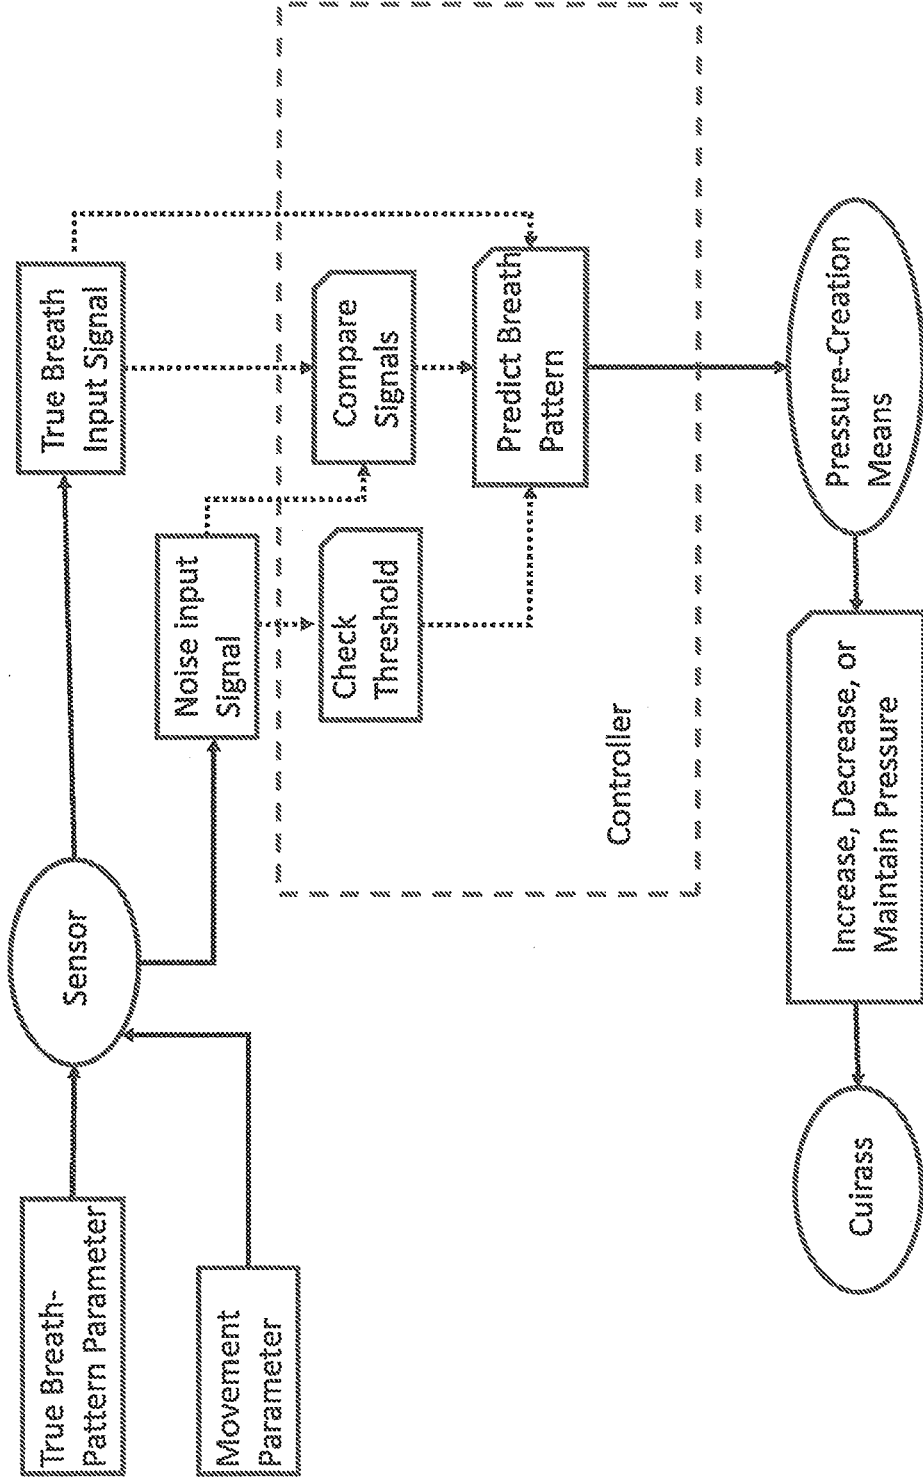 True Breath-
Pattern Parameter
Movement
Parameter
Sensor
True Breath
Input Signal
Noise input
Signal
Check
Threshold
Compare
Signals
Predict Breath
Pattern
Controller
Cuirass
Increase, Decrease, or
Maintain Pressure
Pressure-Creation
Means